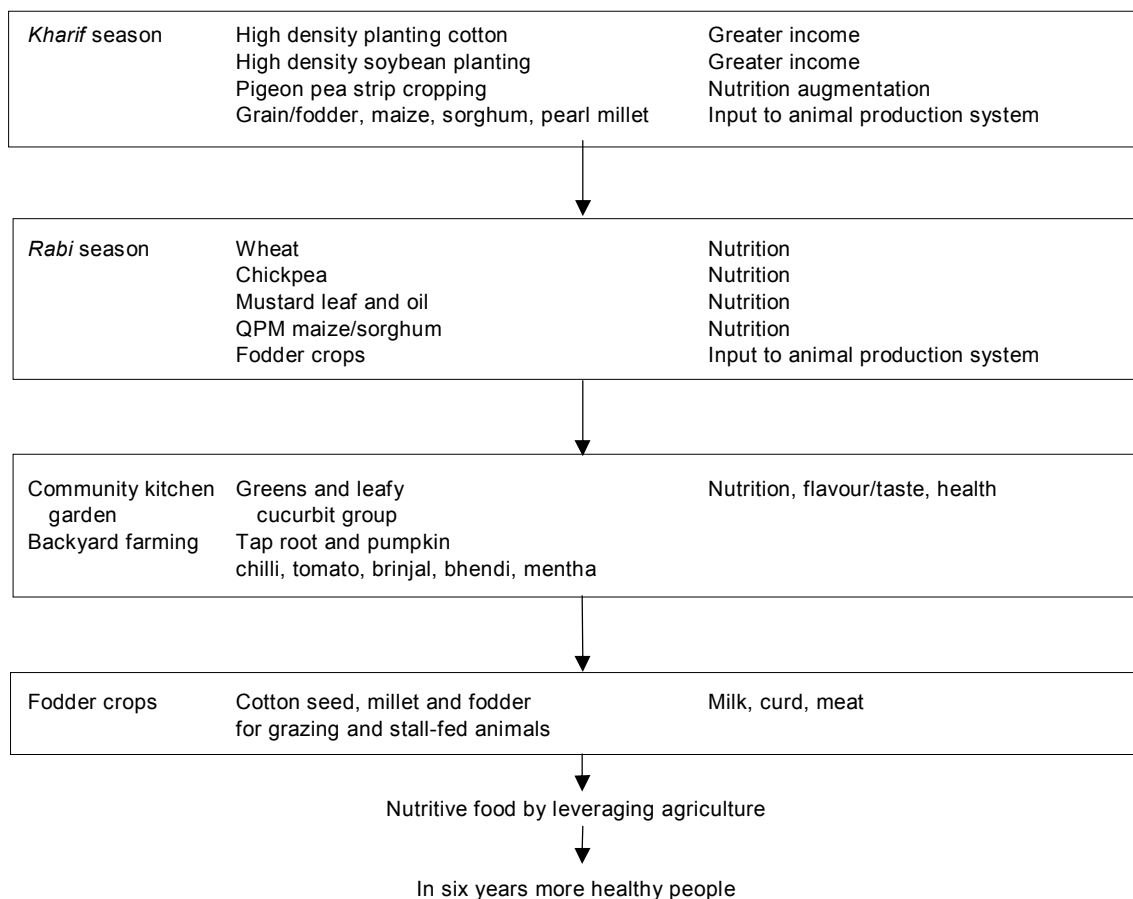 Kharif season High density planting cotton Greater income
High density soybean planting Greater income
Pigeon pea strip cropping Nutrition augmentation
Grain/fodder, maize, sorghum, pearl millet Input to animal production system
Rabi season Wheat Nutrition
Chickpea Nutrition
Mustard leaf and oil Nutrition
QPM maize/sorghum Nutrition
Fodder crops Input to animal production system
Community kitchen Greens and leafy Nutrition, flavour/taste, health
garden cucurbit group
Backyard farming Tap root and pumpkin
chilli, tomato, brinjal, bhendi, mentha
Fodder crops Cotton seed, millet and fodder Milk, curd, meat
for grazing and stall-fed animals
Nutritive food by leveraging agriculture
In six years more healthy people